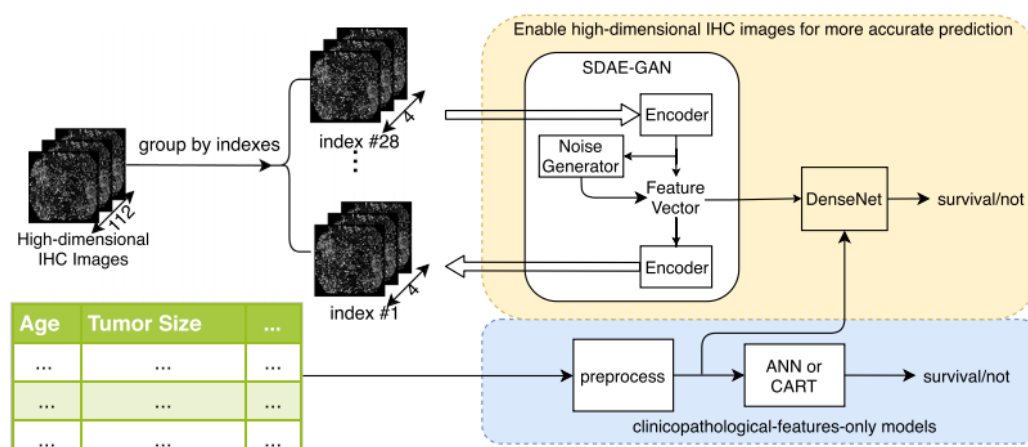 Enable high-dimensional IHC images for more accurate prediction
SDAE-GAN
4
index #28
Encoder
group by indexes
Noise
Generator
112
High-dimensional
IHC Images
Feature
Vector
DenseNet
survival/not
4
index #1
Encoder
Age Tumor Size ...
... ... ...
... ... ...
... ... ...
preprocess
ANN or
CART
survival/not
clinicopathological-features-only models